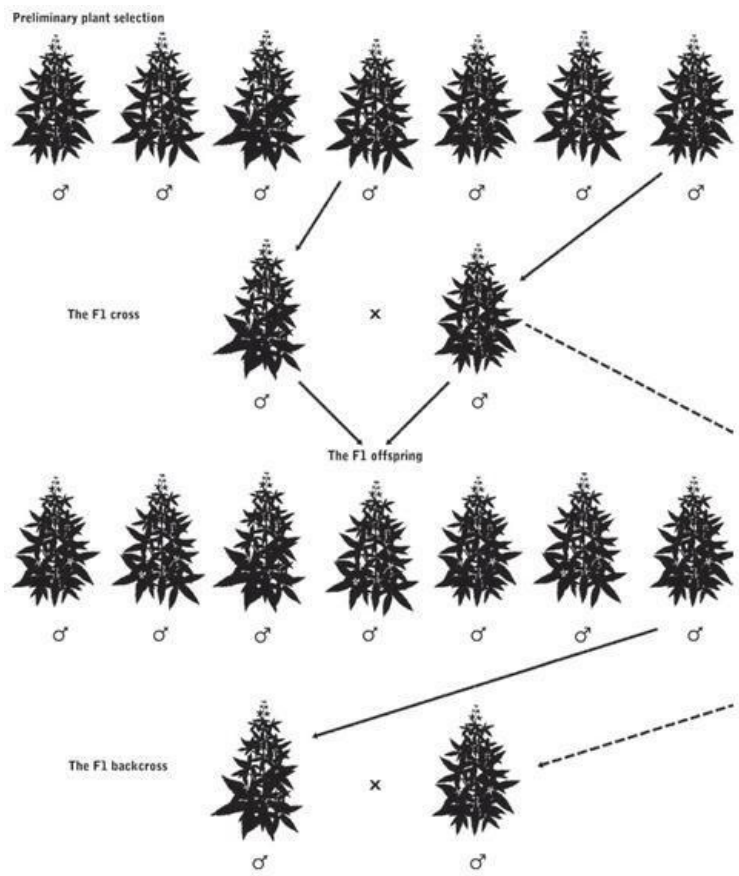 Preliminary plant selection
♂ ♂ ♂ ♂ ♂ ♂ ♂
The F1 cross
x
♂ ♂
The F1 offspring
♂ ♂ ♂ ♂ ♂ ♂ ♂
The F1 backcross
x
♂ ♂